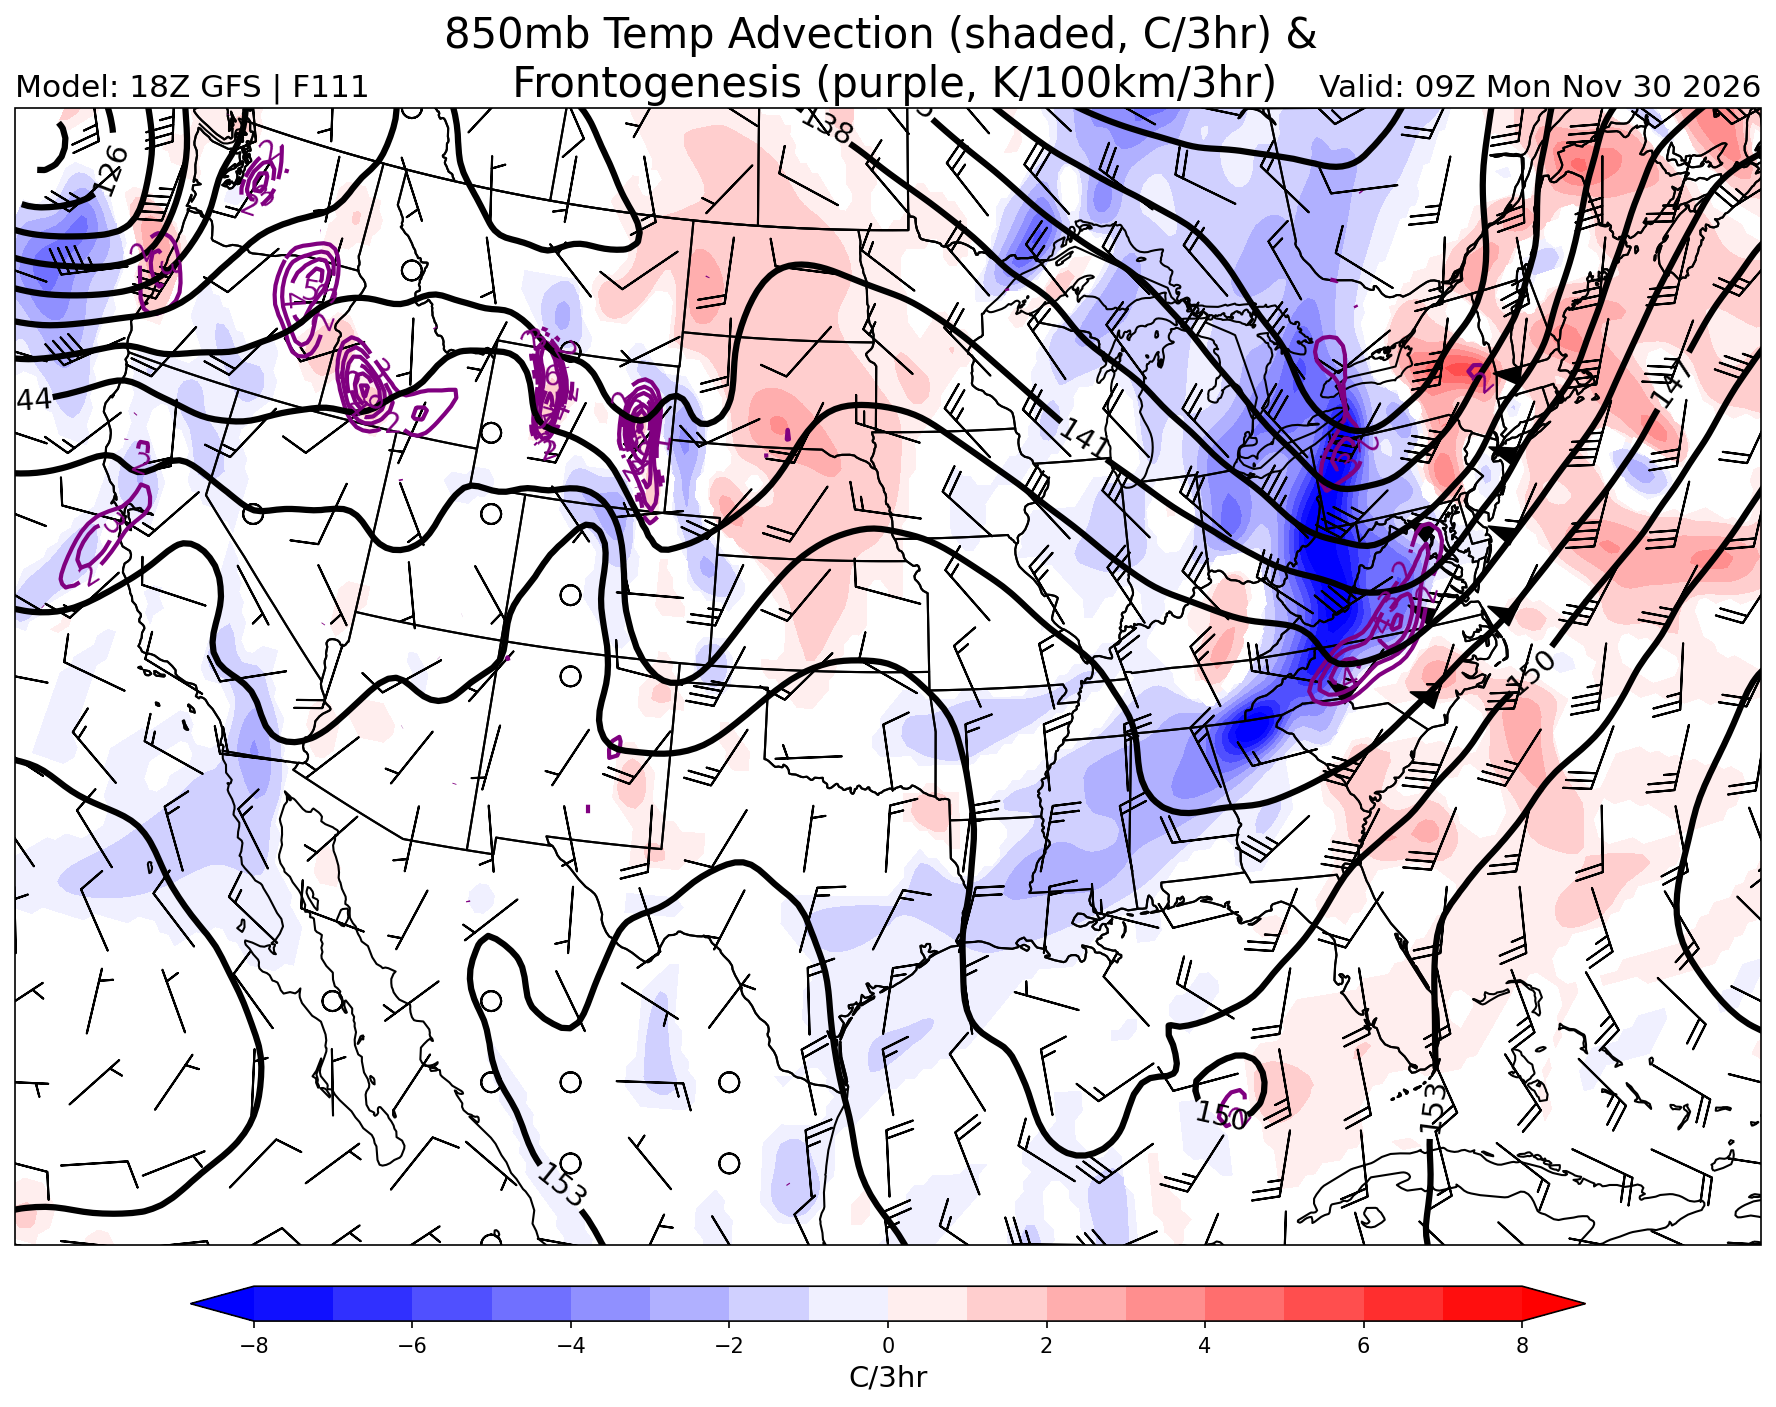 850mb Temp Advection (shaded, C/3hr) &
Model: 18Z GFS | F111
Frontogenesis (purple, K/100km/3hr)
Valid: 09Z Mon Nov 30 2026
126
138
44
141
147
150
150
153
153
−8 −6 −4 −2 0 2 4 6 8
C/3hr